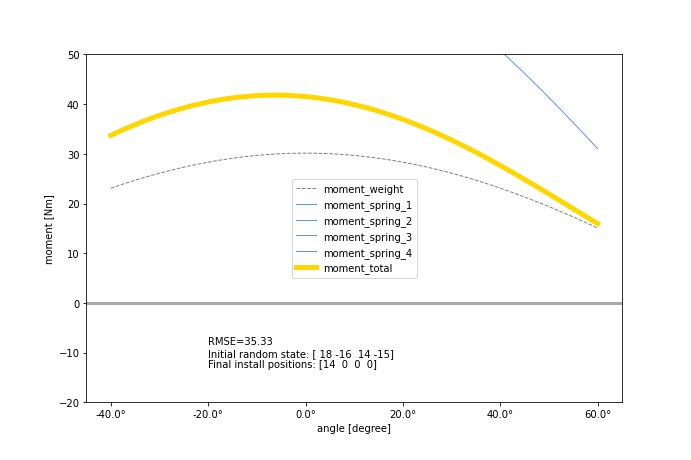 50
40
30
20
10
0
−10
−20
moment [Nm]
moment_weight
moment_spring_1
moment_spring_2
moment_spring_3
moment_spring_4
moment_total
RMSE=35.33
Initial random state: [ 18 -16  14 -15]
Final install positions: [14  0  0  0]
-40.0° -20.0° 0.0° 20.0° 40.0° 60.0°
angle [degree]